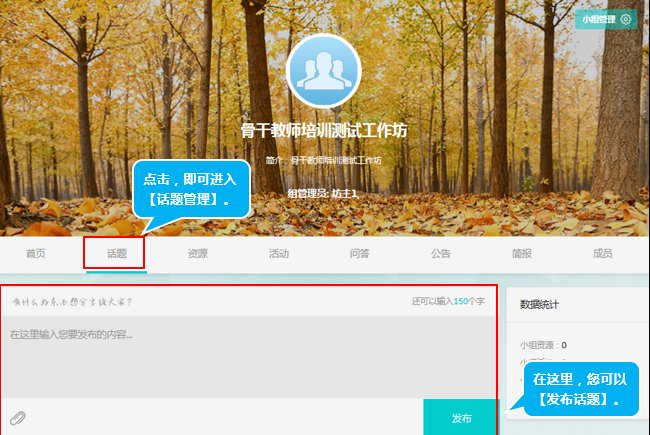 小组管理
骨干教师培训测试工作坊
简介：骨干教师培训测试工作坊
组管理员: 坊主1
点击，即可进入
【话题管理】。
首页 话题 资源 活动 问答 公告 简报 成员
有什么好东西想分享给大家?
还可以输入150个字
在这里输入您要发布的内容...
发布
数据统计
小组资源：0
在这里，您可以
【发布话题】。